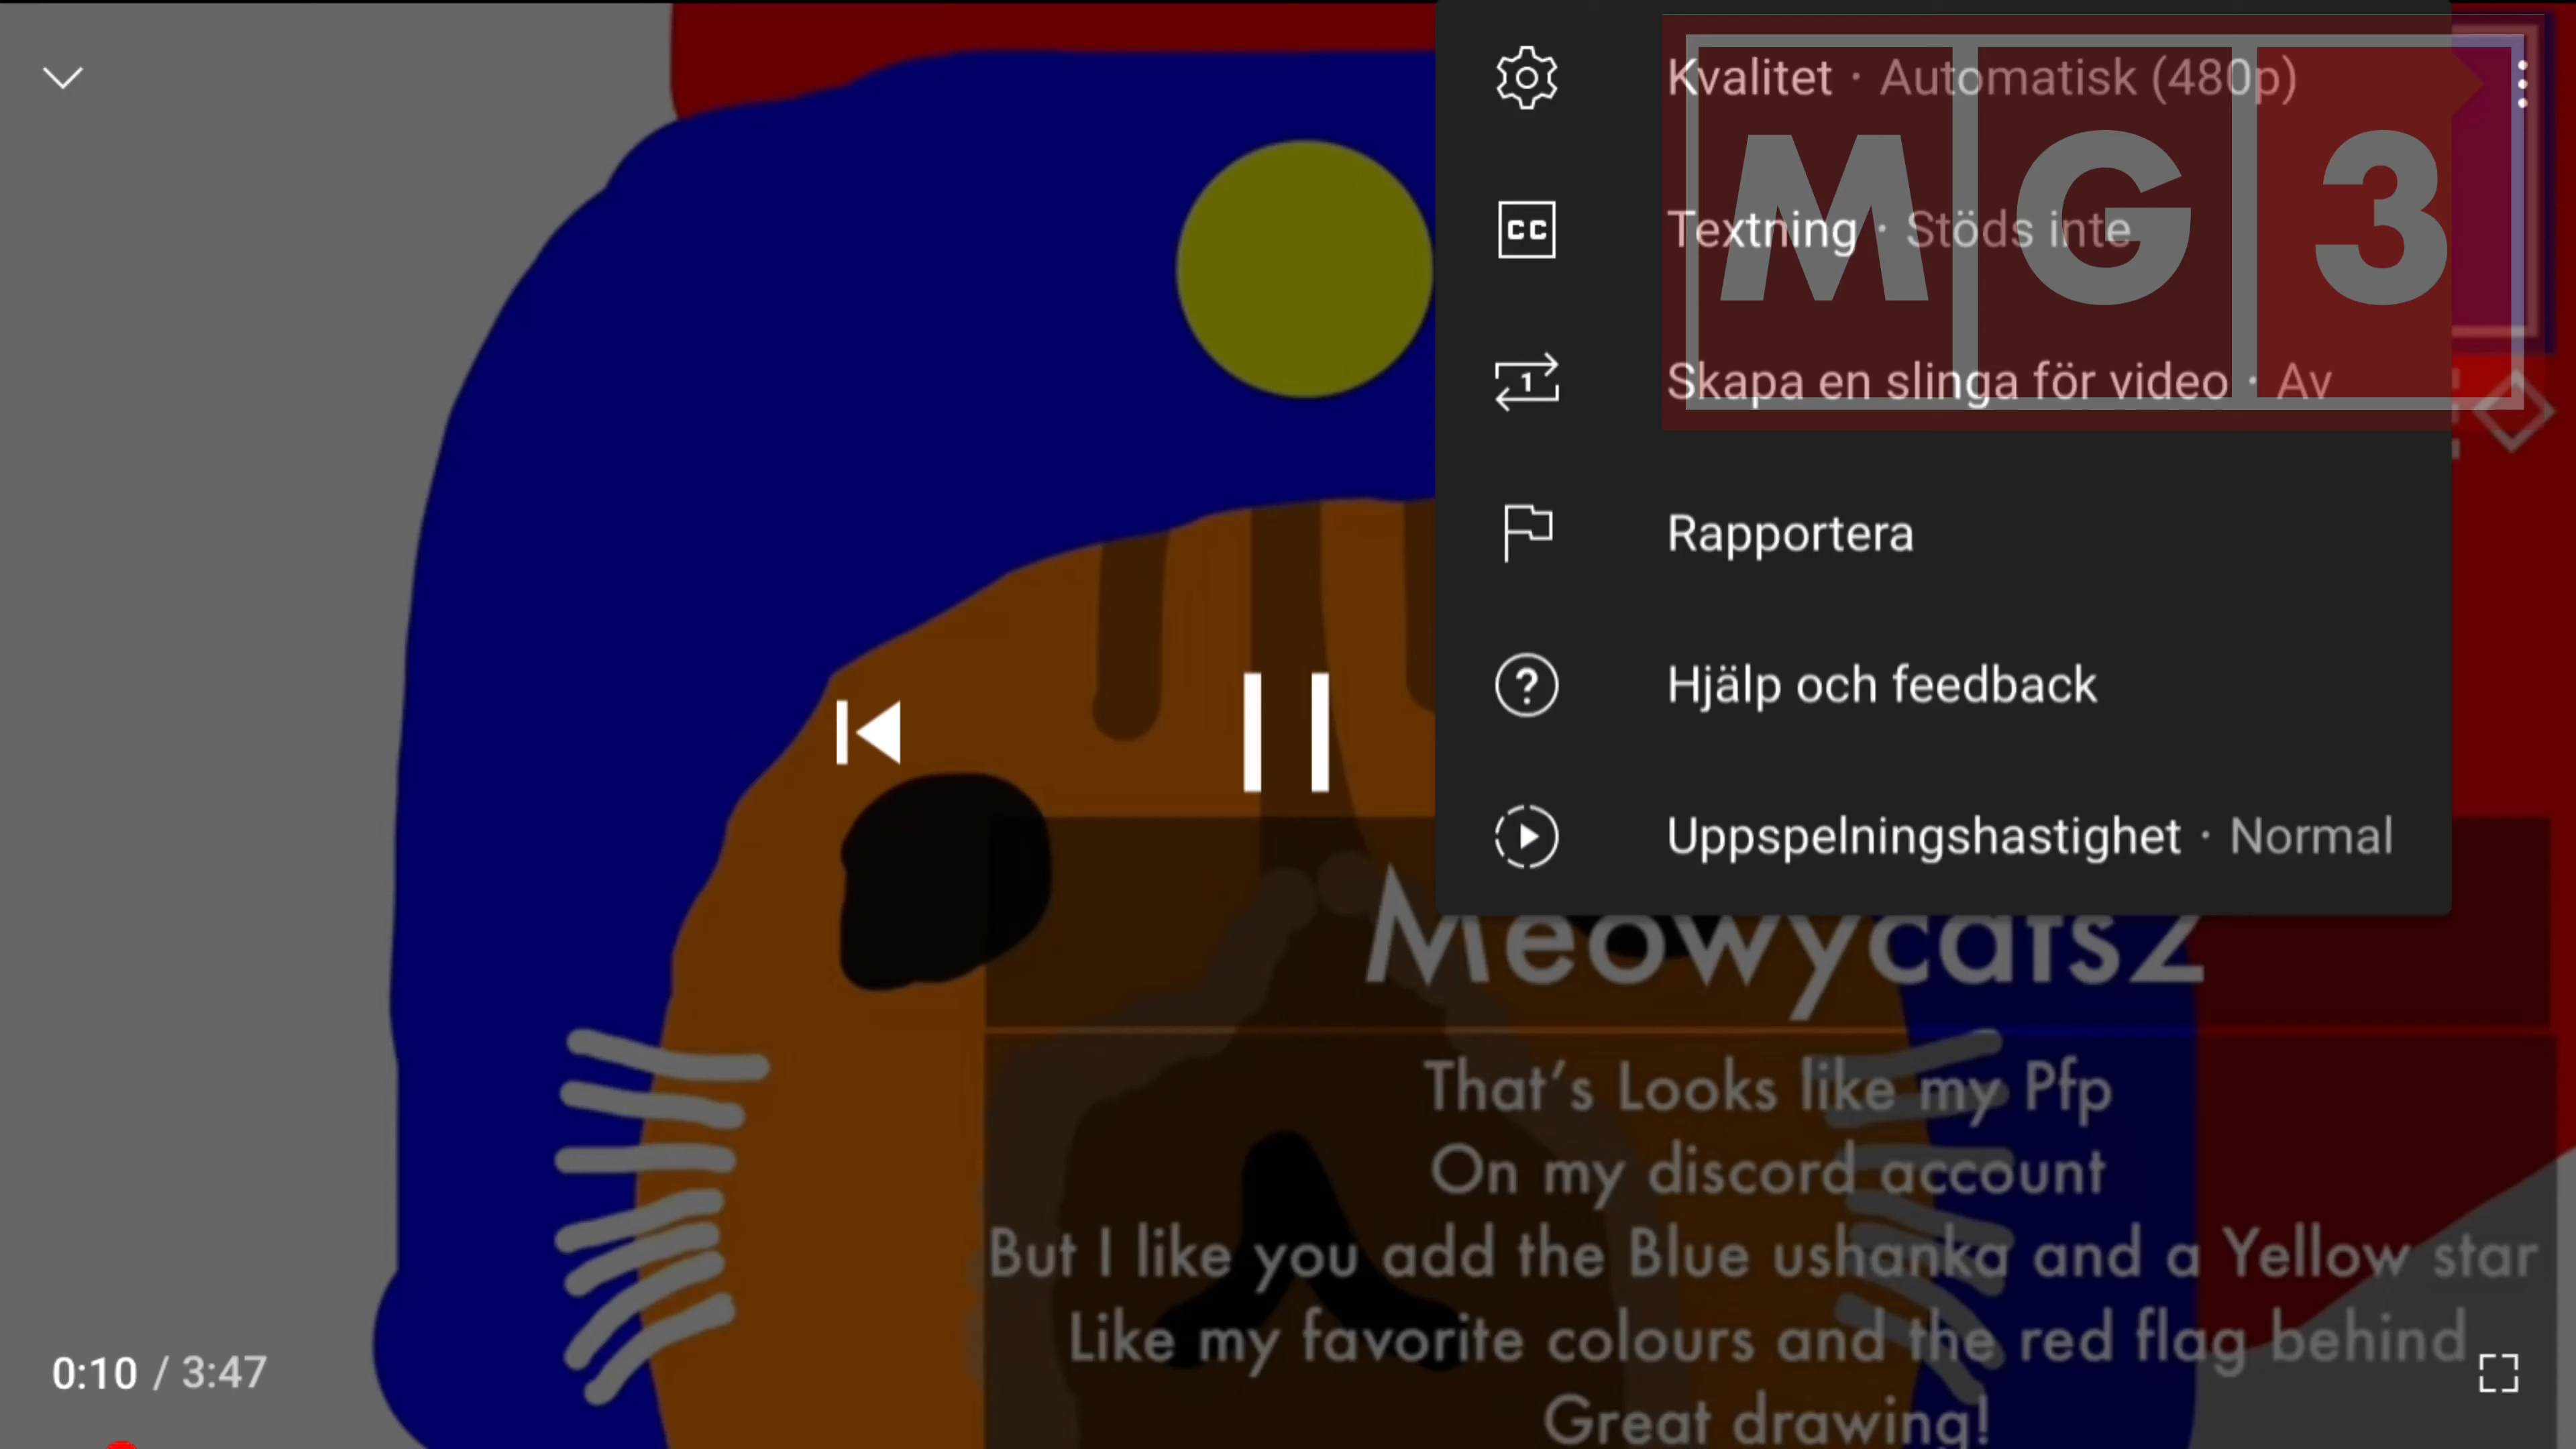 Kvalitet · Automatisk (480p)
MG3
CC
Textning · Stöds inte
1
Skapa en slinga för video · Av
Rapportera
?
Hjälp och feedback
Uppspelningshastighet · Normal
Meowycats2
That's Looks like my Pfp
On my discord account
But I like you add the Blue ushanka and a Yellow star
Like my favorite colours and the red flag behind
Great drawing!
0:10 / 3:47